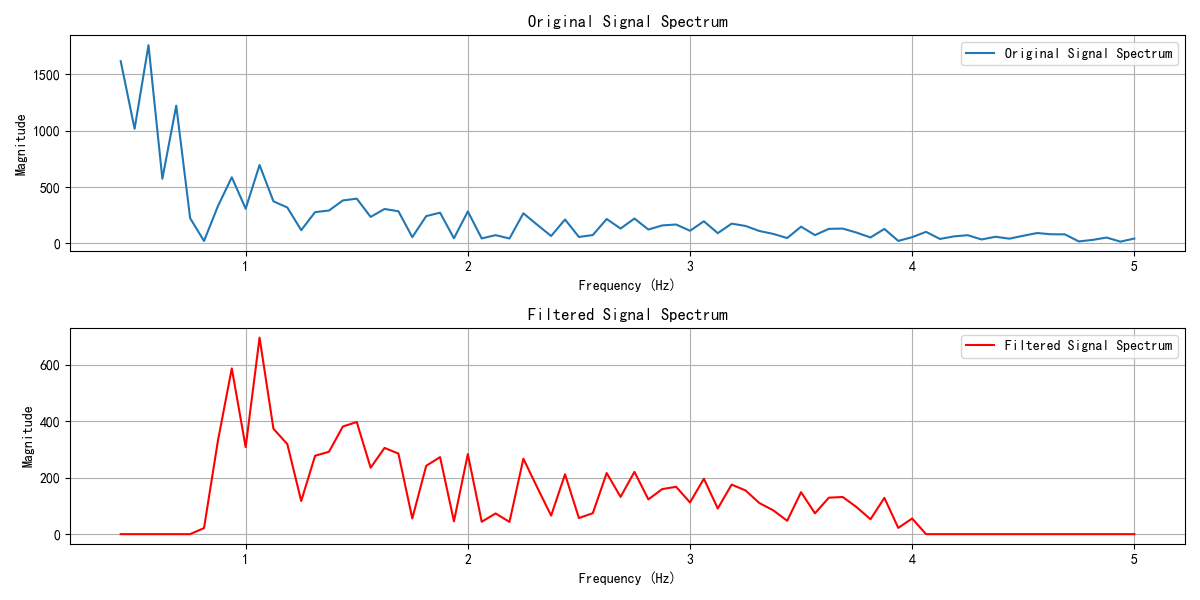 Original Signal Spectrum
Original Signal Spectrum
Magnitude
1500
1000
500
0
1 2 3 4 5
Frequency (Hz)
Filtered Signal Spectrum
Filtered Signal Spectrum
Magnitude
600
400
200
0
1 2 3 4 5
Frequency (Hz)